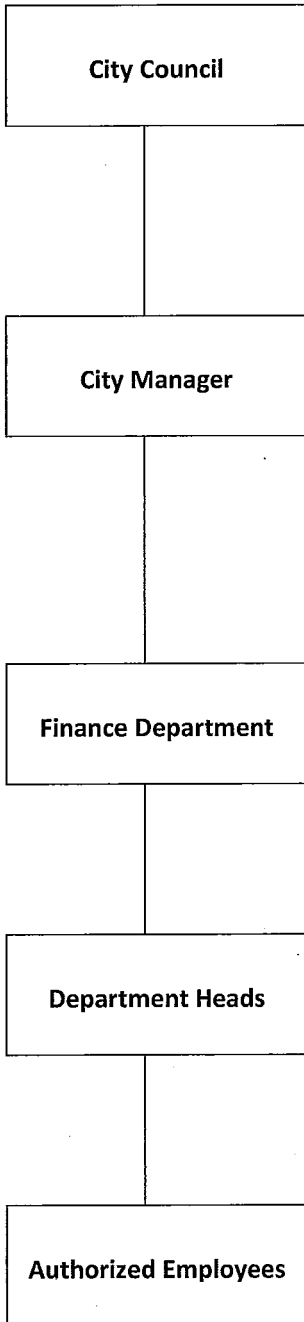 City Council
City Manager
Finance Department
Department Heads
Authorized Employees